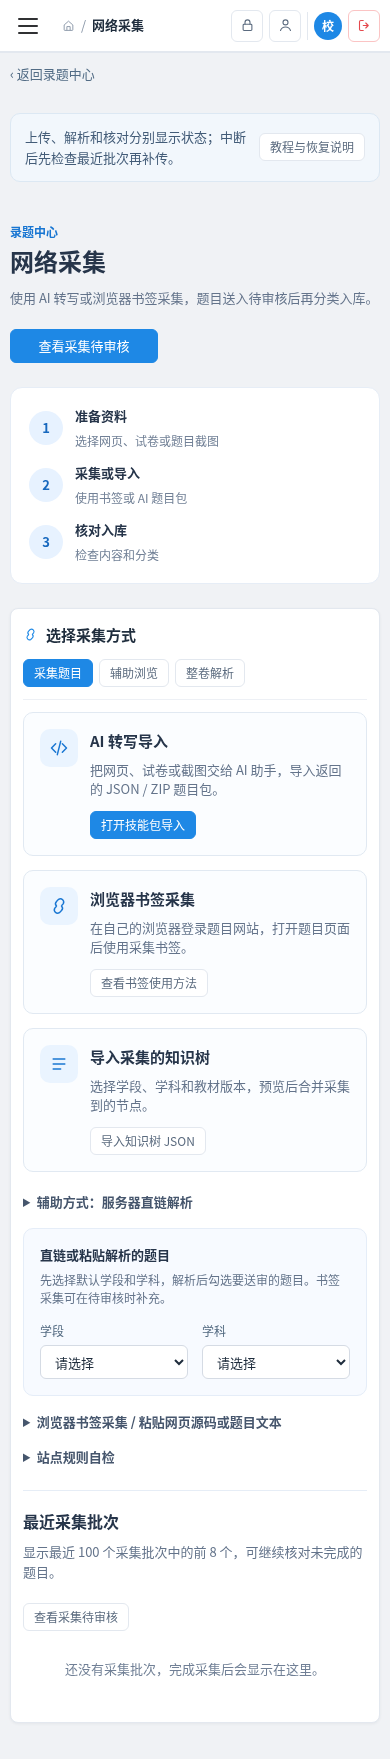 / 网络采集
校
‹ 返回录题中心
上传、解析和核对分别显示状态；中断
后先检查最近批次再补传。
教程与恢复说明
录题中心
网络采集
使用 AI 转写或浏览器书签采集，题目送入待审核后再分类入库。
查看采集待审核
1
准备资料
选择网页、试卷或题目截图
2
采集或导入
使用书签或 AI 题目包
3
核对入库
检查内容和分类
选择采集方式
采集题目
辅助浏览
整卷解析
AI 转写导入
把网页、试卷或截图交给 AI 助手，导入返回
的 JSON / ZIP 题目包。
打开技能包导入
浏览器书签采集
在自己的浏览器登录题目网站，打开题目页面
后使用采集书签。
查看书签使用方法
导入采集的知识树
选择学段、学科和教材版本，预览后合并采集
到的节点。
导入知识树 JSON
▶ 辅助方式：服务器直链解析
直链或粘贴解析的题目
先选择默认学段和学科，解析后勾选要送审的题目。书签
采集可在待审核时补充。
学段
学科
请选择
请选择
▶ 浏览器书签采集 / 粘贴网页源码或题目文本
▶ 站点规则自检
最近采集批次
显示最近 100 个采集批次中的前 8 个，可继续核对未完成的
题目。
查看采集待审核
还没有采集批次，完成采集后会显示在这里。